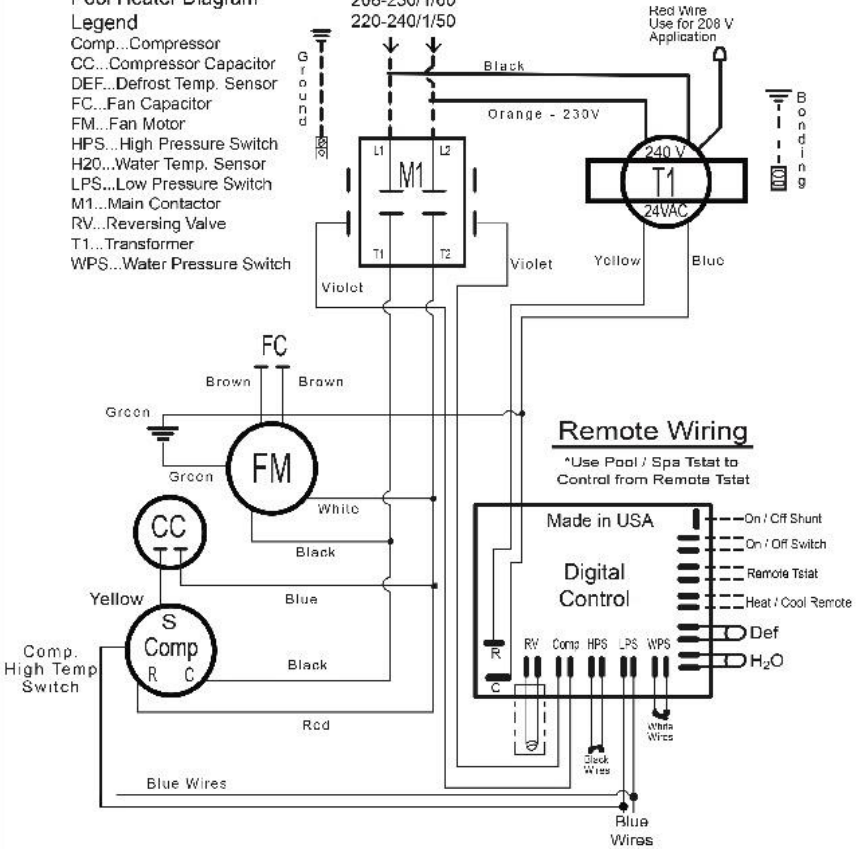 Pool Heater Diagram
Legend
Comp...Compressor
CC...Compressor Capacitor
DEF...Defrost Temp. Sensor
FC...Fan Capacitor
FM...Fan Motor
HPS...High Pressure Switch
H20...Water Temp. Sensor
LPS...Low Pressure Switch
M1...Main Contactor
RV...Reversing Valve
T1...Transformer
WPS...Water Pressure Switch
208-230/1/60
220-240/1/50
Ground
Black
Orange - 230V
Red Wire
Use for 208 V
Application
Bonding
L1
L2
M1
T1
T2
240 V
T1
24VAC
Violet
Violet
Yellow
Blue
FC
Brown
Brown
Green
Green
FM
White
Black
CC
Blue
Yellow
S
Comp
R
C
Comp.
High Temp
Switch
Black
Red
Blue Wires
Remote Wiring
*Use Pool / Spa Tstat to
Control from Remote Tstat
Made in USA
Digital
Control
On / Off Shunt
On / Off Switch
Remote Tstat
Heat / Cool Remote
Def
H2O
R
C
RV
Comp
HPS
LPS
WPS
White
Wires
Black
Wires
Blue
Wires